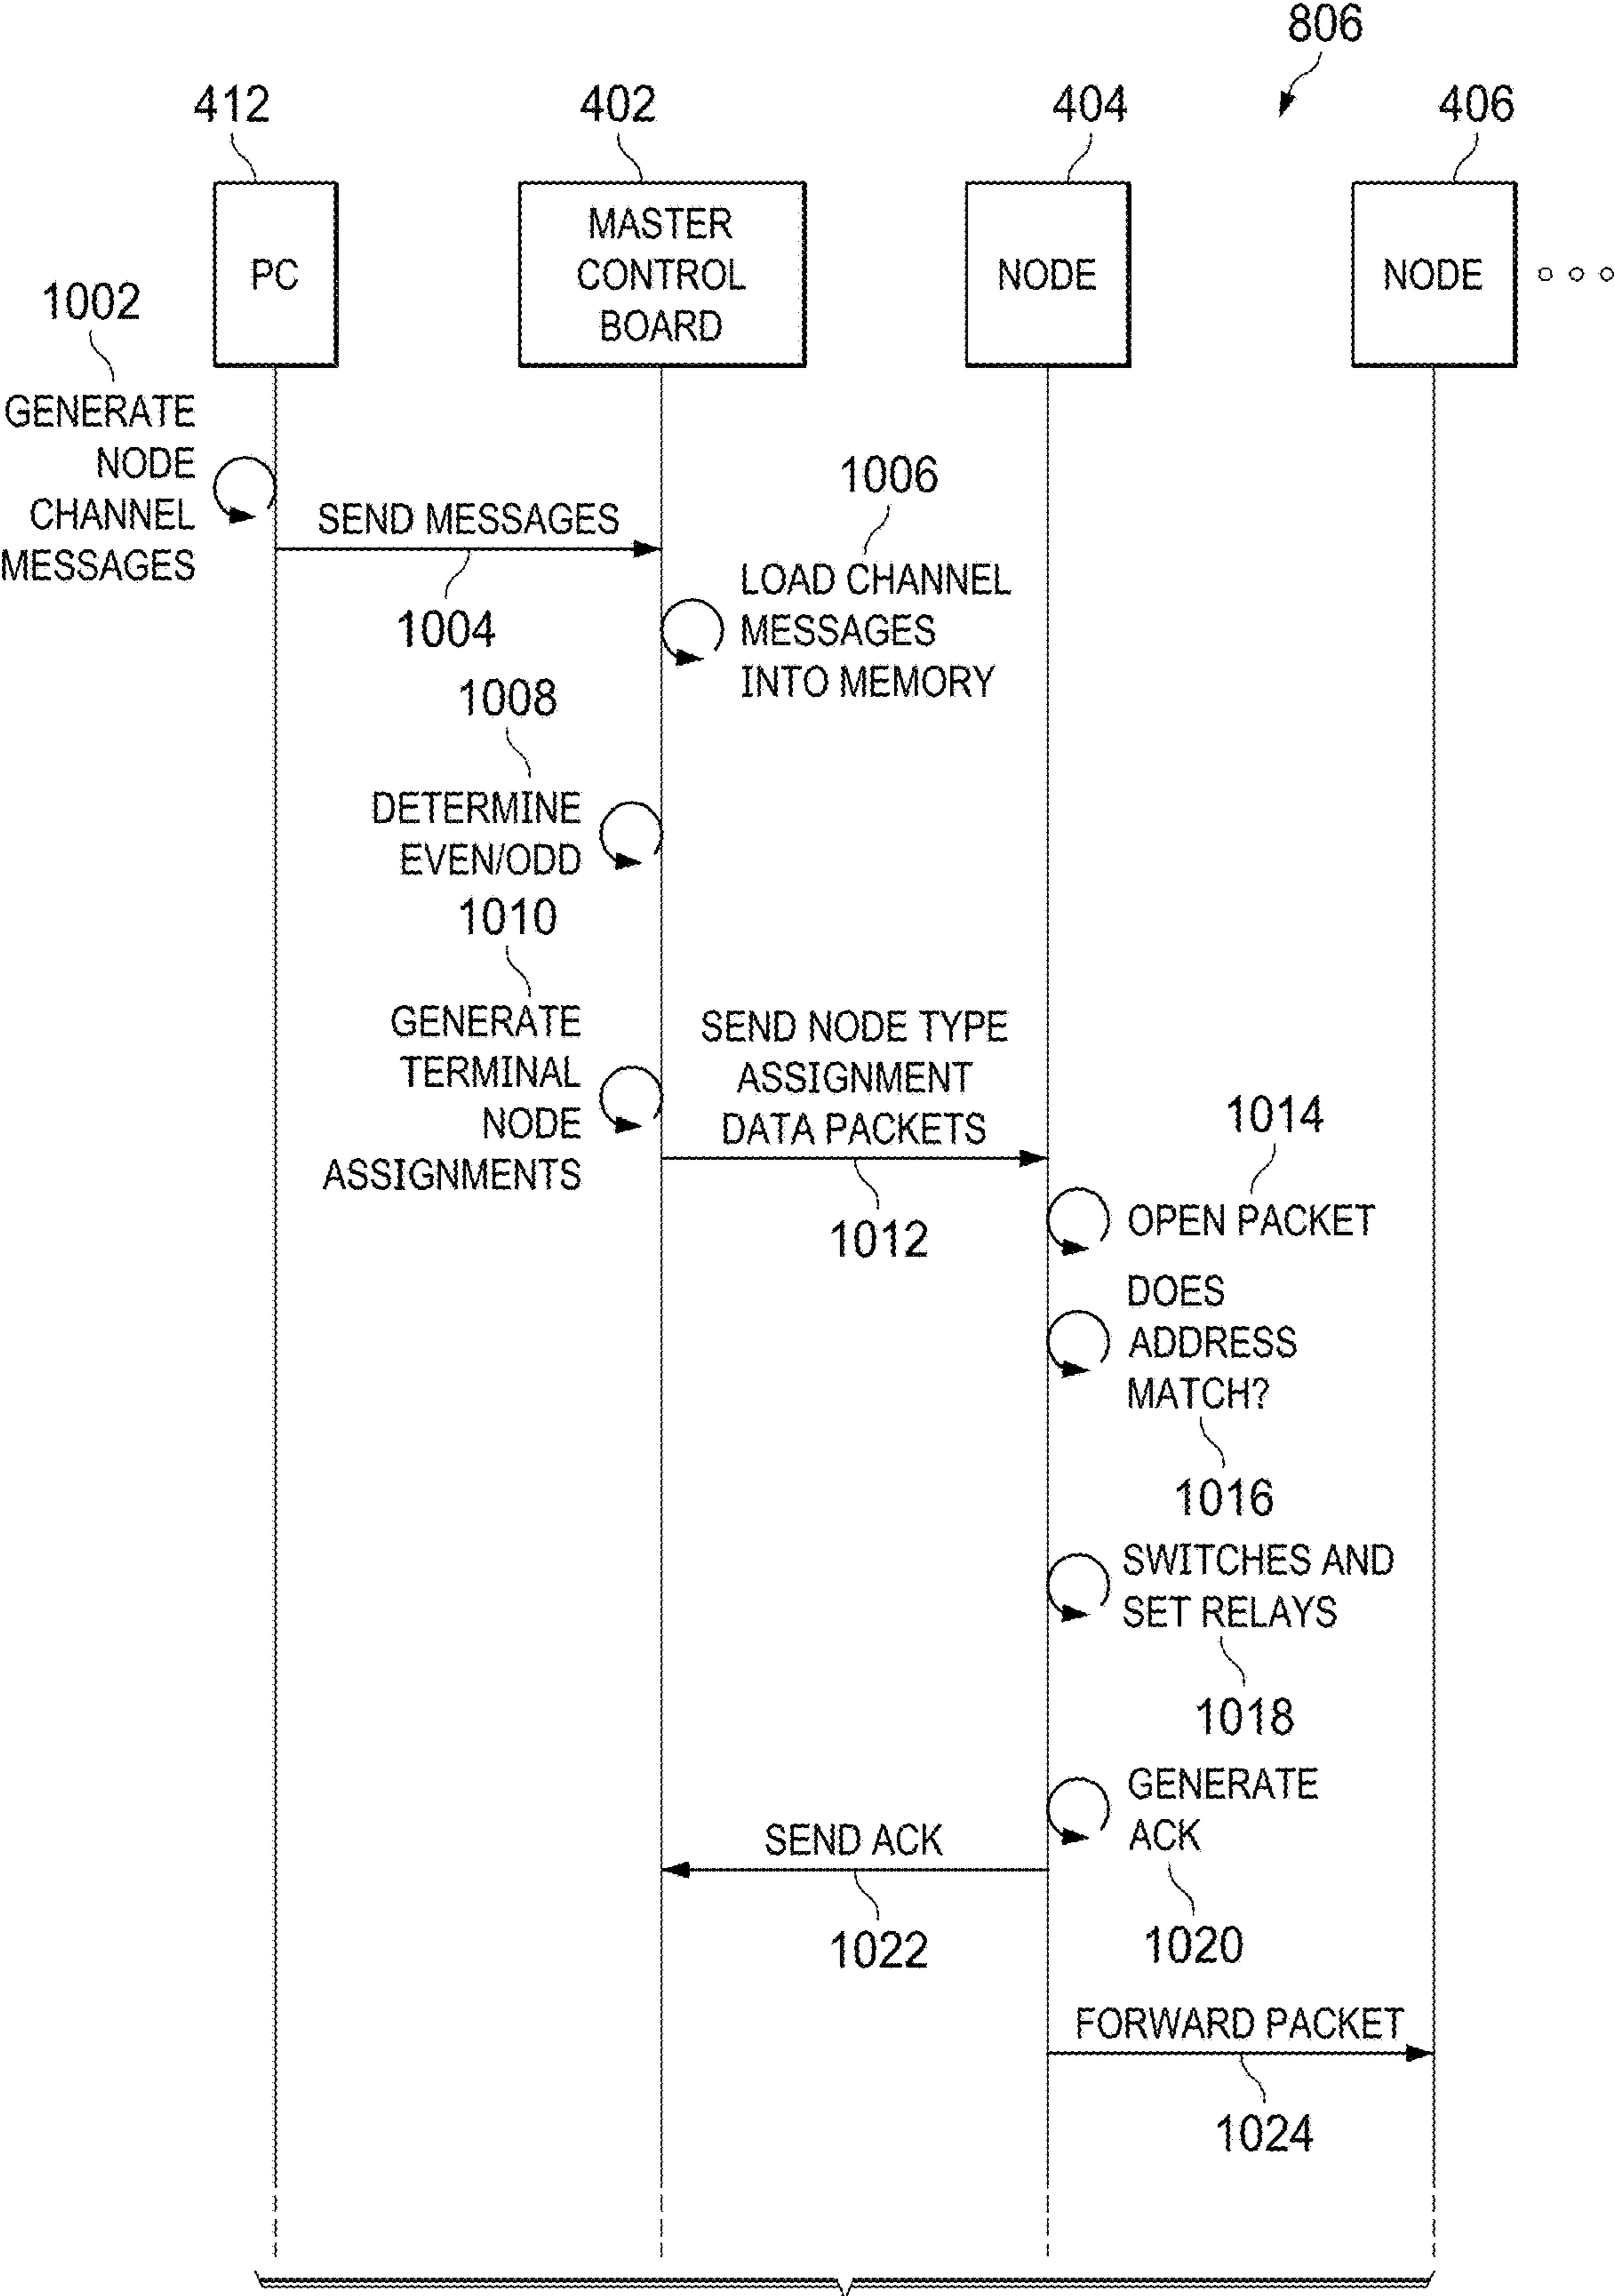 806
412
402
404
406
PC
MASTER
CONTROL
BOARD
NODE
NODE
1002
GENERATE
NODE
CHANNEL
MESSAGES
SEND MESSAGES
1004
1006
LOAD CHANNEL
MESSAGES
INTO MEMORY
1008
DETERMINE
EVEN/ODD
1010
GENERATE
TERMINAL
NODE
ASSIGNMENTS
SEND NODE TYPE
ASSIGNMENT
DATA PACKETS
1012
1014
OPEN PACKET
DOES
ADDRESS
MATCH?
1016
SWITCHES AND
SET RELAYS
1018
GENERATE
ACK
1020
SEND ACK
1022
FORWARD PACKET
1024